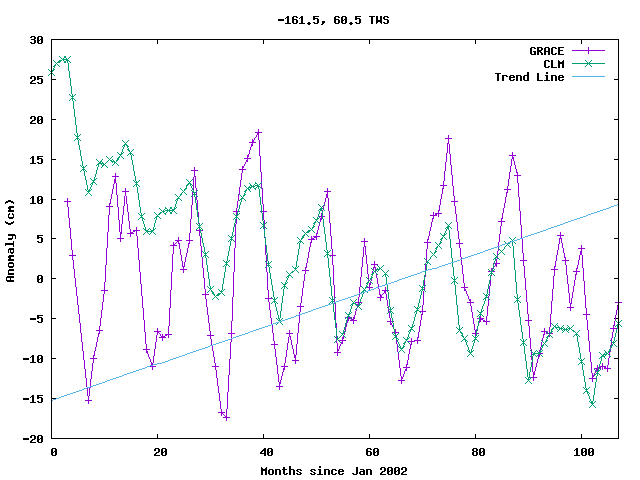 -161.5, 60.5 TWS
GRACE
CLM
Trend Line
30
25
20
15
10
5
0
-5
-10
-15
-20
Anomaly (cm)
0 20 40 60 80 100
Months since Jan 2002